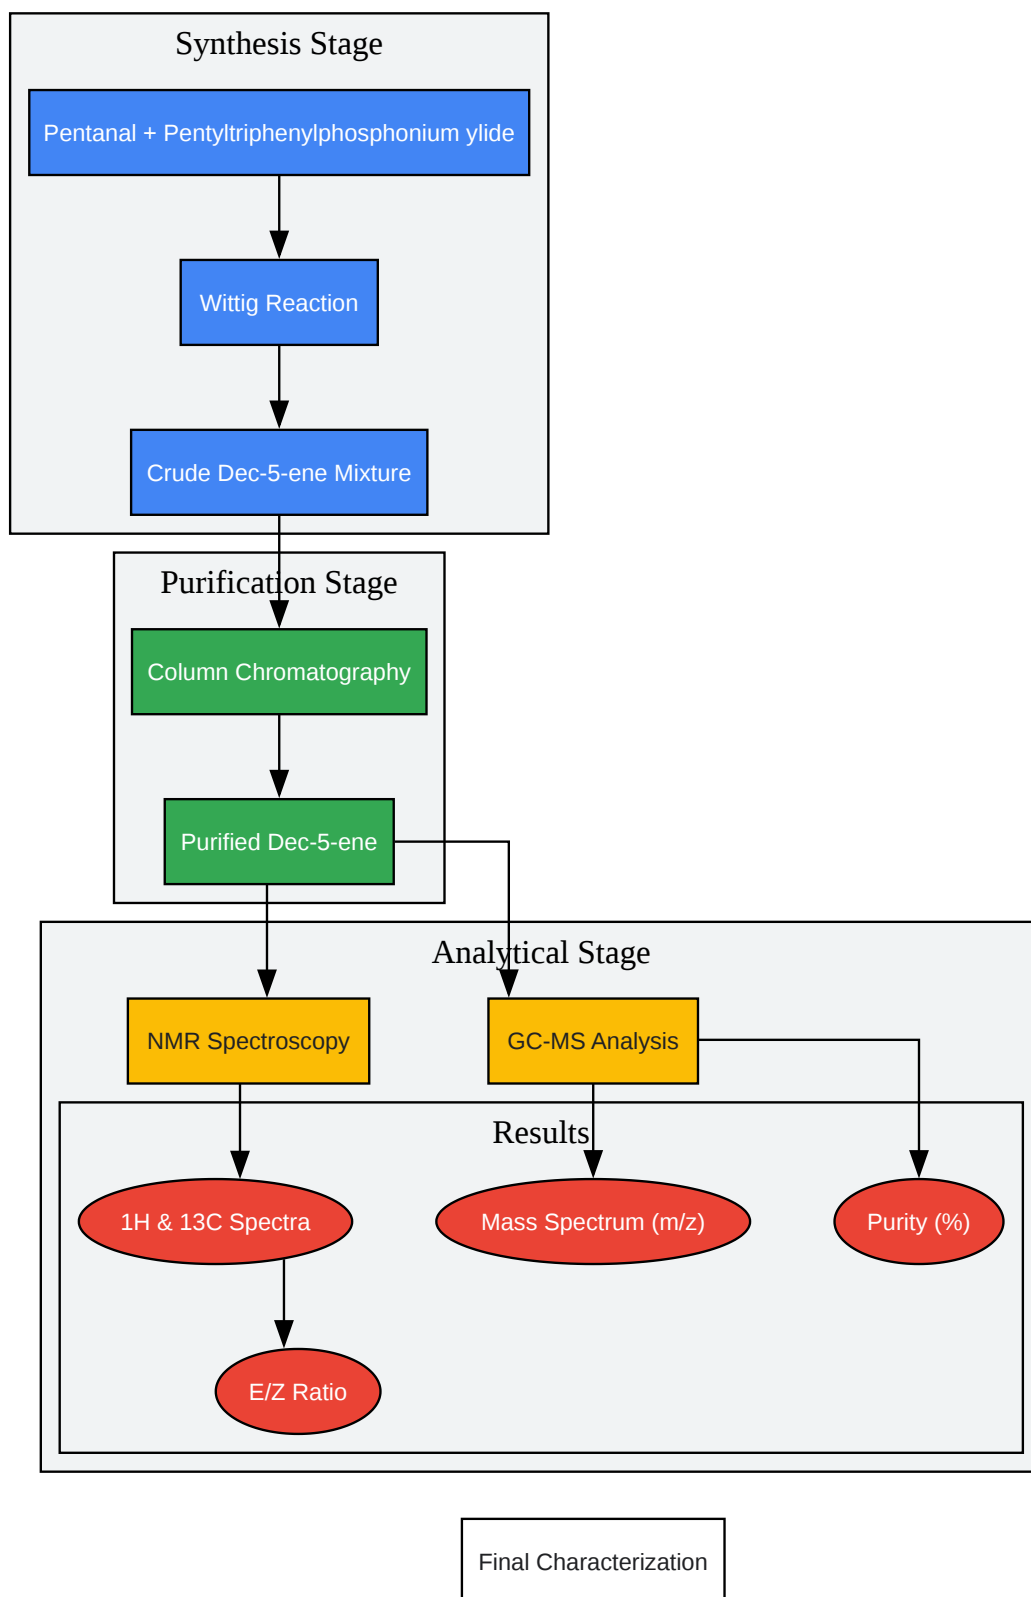 Synthesis Stage
Pentanal + Pentyltriphenylphosphonium ylide
Wittig Reaction
Crude Dec-5-ene Mixture
Purification Stage
Column Chromatography
Purified Dec-5-ene
Analytical Stage
NMR Spectroscopy
GC-MS Analysis
Results
1H & 13C Spectra
Mass Spectrum (m/z)
Purity (%)
E/Z Ratio
Final Characterization